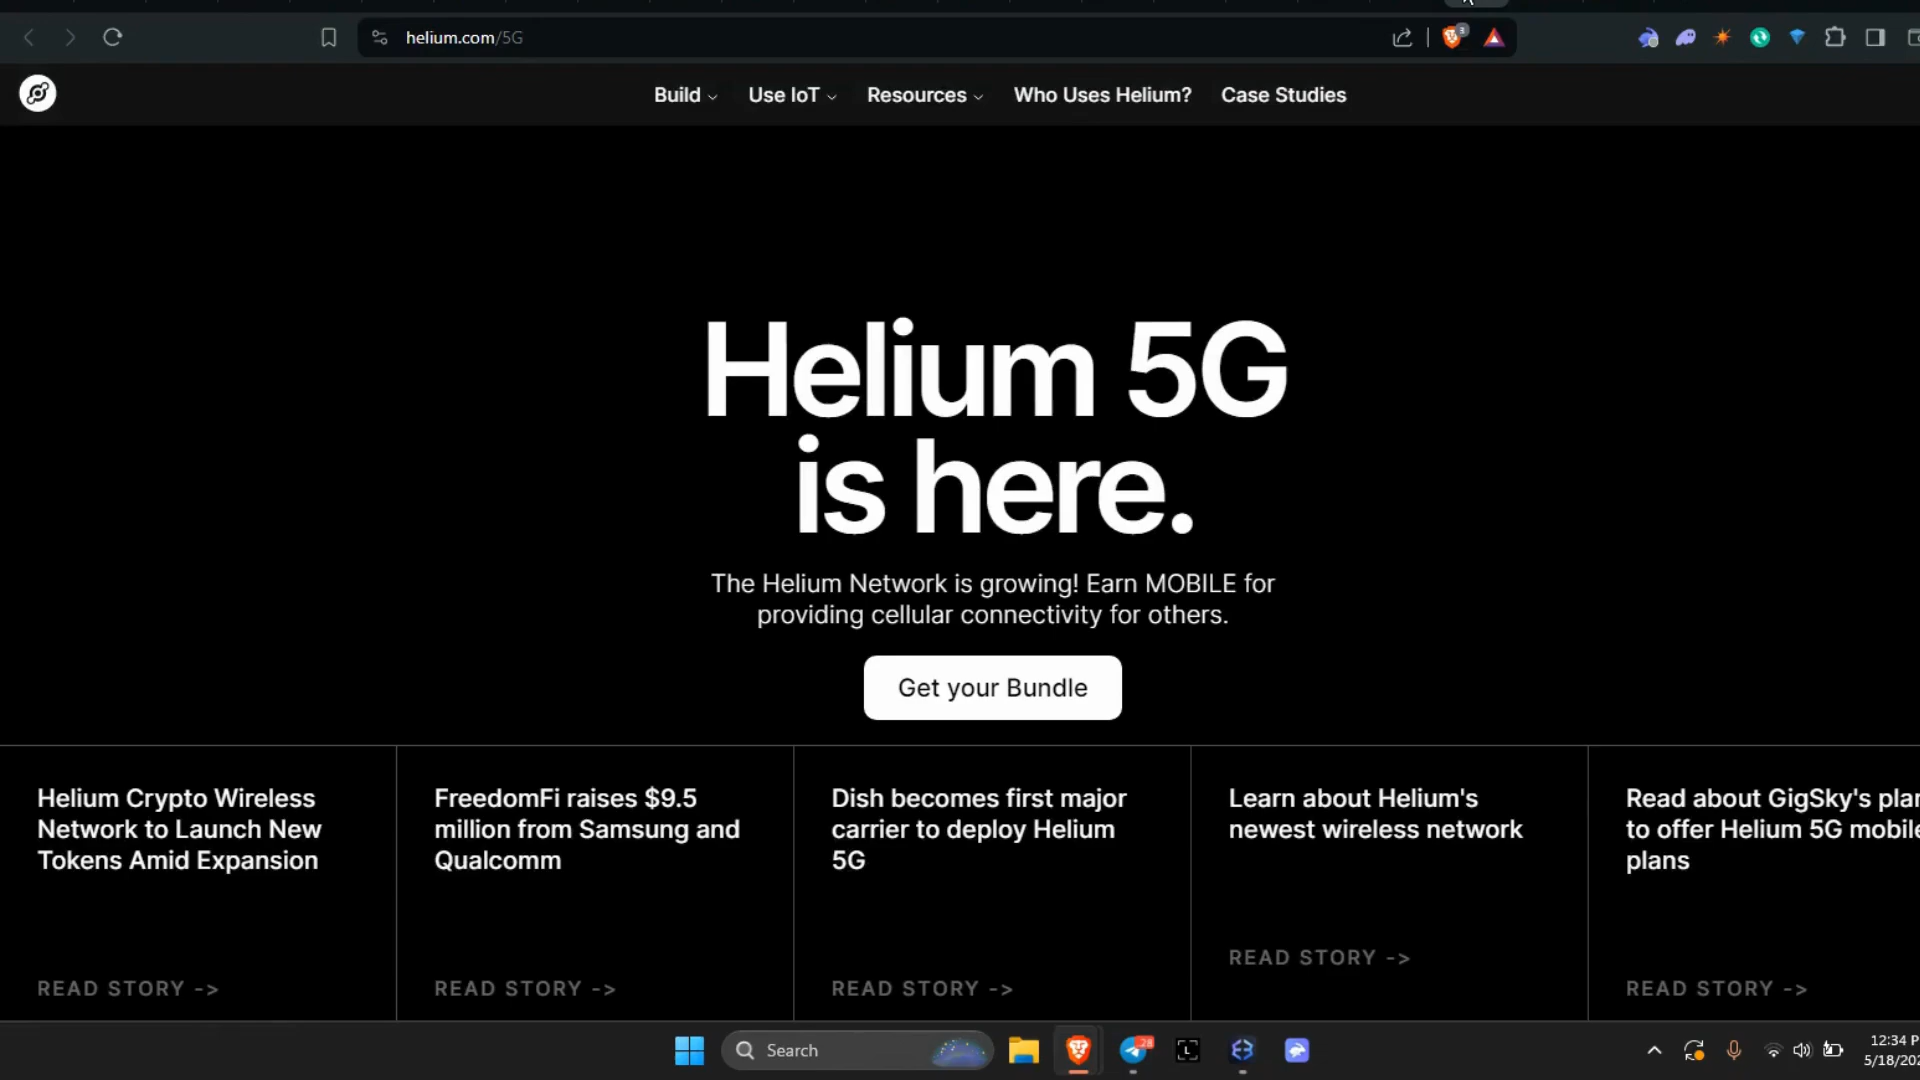 helium.com/5G
3
Build
Use IoT
Resources
Who Uses Helium?
Case Studies
Helium 5G
is here.
The Helium Network is growing! Earn MOBILE for
providing cellular connectivity for others.
Get your Bundle
Helium Crypto Wireless
Network to Launch New
Tokens Amid Expansion
READ STORY ->
FreedomFi raises $9.5
million from Samsung and
Qualcomm
READ STORY ->
Dish becomes first major
carrier to deploy Helium
5G
READ STORY ->
Learn about Helium's
newest wireless network
READ STORY ->
Read about GigSky's plan
to offer Helium 5G mobile
plans
READ STORY ->
Search
28
12:34 P
5/18/202